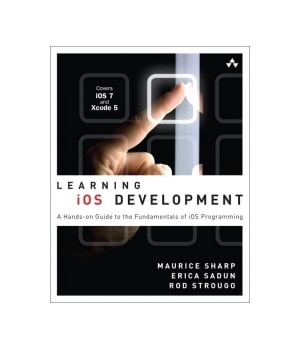 Covers
iOS 7
and
Xcode 5
LEARNING
iOS DEVELOPMENT
A Hands-on Guide to the Fundamentals of iOS Programming
MAURICE SHARP
ERICA SADUN
ROD STROUGO